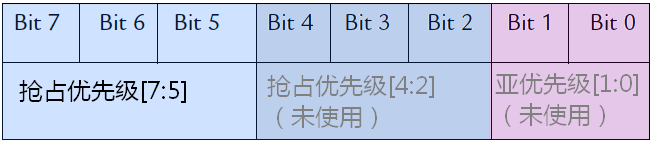 Bit 7 Bit 6 Bit 5 Bit 4 Bit 3 Bit 2 Bit 1 Bit 0
抢占优先级[7:5]
抢占优先级[4:2]
（未使用）
亚优先级[1:0]
（未使用）